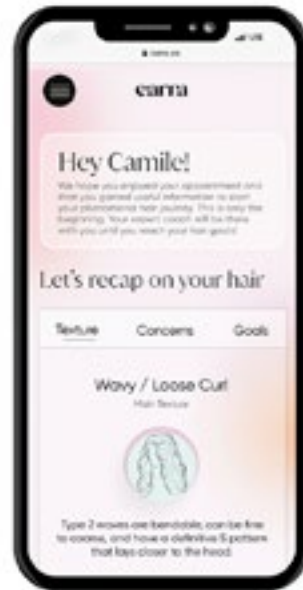 carra
Hey Camile!
We hope you enjoyed your appointment and
that you gained useful information to start
your phenomenal hair journey. This is only the
beginning. Your expert coach will be there
with you until you reach your hair goals!
Let's recap on your hair
Texture Concerns Goals
Wavy / Loose Curl
Hair Texture
Type 2 waves are bendable, can be fine
to coarse, and have a definitive S pattern
that lays closer to the head.